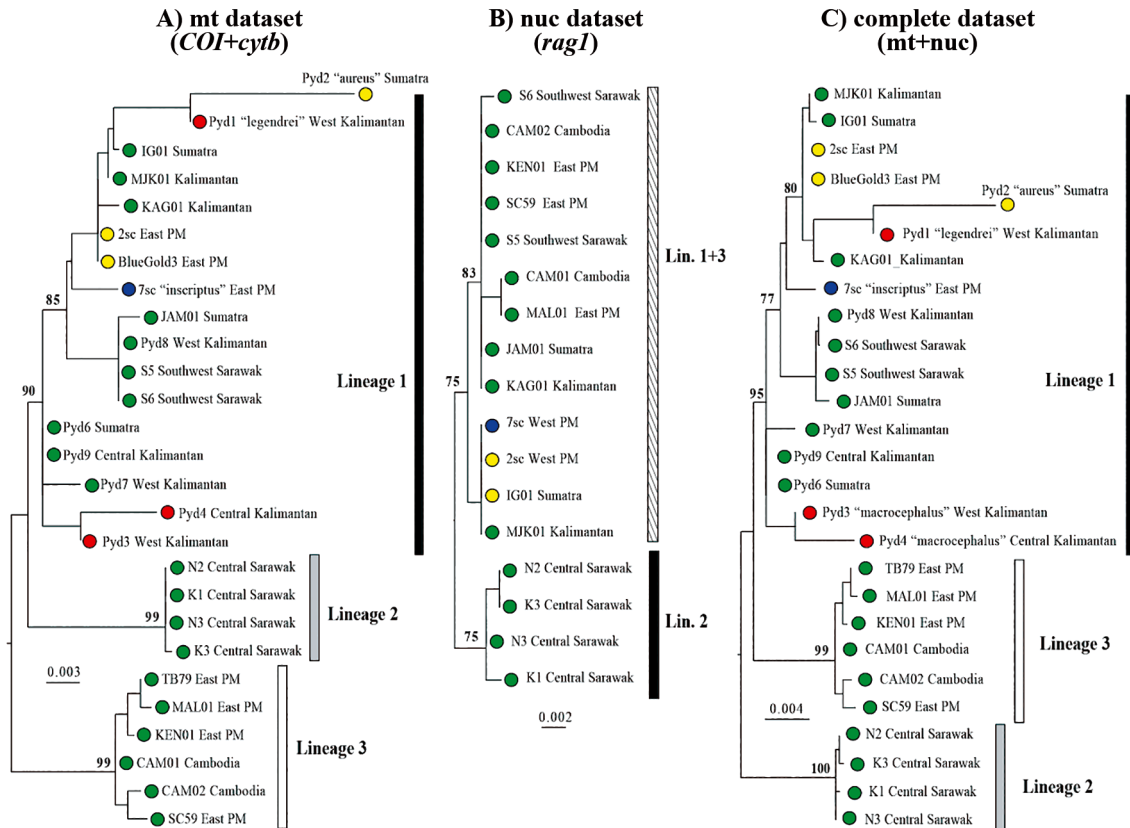 A) mt dataset
(COI+cytb)
Pyd2 “aureus” Sumatra
Pyd1 “legendrei” West Kalimantan
IG01 Sumatra
MJK01 Kalimantan
KAG01 Kalimantan
2sc East PM
BlueGold3 East PM
7sc “inscriptus” East PM
85
JAM01 Sumatra
Pyd8 West Kalimantan
S5 Southwest Sarawak
S6 Southwest Sarawak
Lineage 1
90
Pyd6 Sumatra
Pyd9 Central Kalimantan
Pyd7 West Kalimantan
Pyd4 Central Kalimantan
Pyd3 West Kalimantan
N2 Central Sarawak
K1 Central Sarawak
99
N3 Central Sarawak
K3 Central Sarawak
Lineage 2
0.003
TB79 East PM
MAL01 East PM
KEN01 East PM
99
CAM01 Cambodia
CAM02 Cambodia
SC59 East PM
Lineage 3
B) nuc dataset
(rag1)
S6 Southwest Sarawak
CAM02 Cambodia
KEN01 East PM
SC59 East PM
S5 Southwest Sarawak
83
CAM01 Cambodia
MAL01 East PM
JAM01 Sumatra
KAG01 Kalimantan
Lin. 1+3
75
7sc West PM
2sc West PM
IG01 Sumatra
MJK01 Kalimantan
N2 Central Sarawak
K3 Central Sarawak
75
N3 Central Sarawak
K1 Central Sarawak
Lin. 2
0.002
C) complete dataset
(mt+nuc)
MJK01 Kalimantan
IG01 Sumatra
2sc East PM
BlueGold3 East PM
80
Pyd2 “aureus” Sumatra
Pyd1 “legendrei” West Kalimantan
KAG01_Kalimantan
7sc “inscriptus” East PM
77
Pyd8 West Kalimantan
S6 Southwest Sarawak
S5 Southwest Sarawak
JAM01 Sumatra
Lineage 1
95
Pyd7 West Kalimantan
Pyd9 Central Kalimantan
Pyd6 Sumatra
Pyd3 “macrocephalus” West Kalimantan
Pyd4 “macrocephalus” Central Kalimantan
TB79 East PM
MAL01 East PM
KEN01 East PM
99
CAM01 Cambodia
CAM02 Cambodia
SC59 East PM
Lineage 3
0.004
N2 Central Sarawak
K3 Central Sarawak
100
K1 Central Sarawak
N3 Central Sarawak
Lineage 2